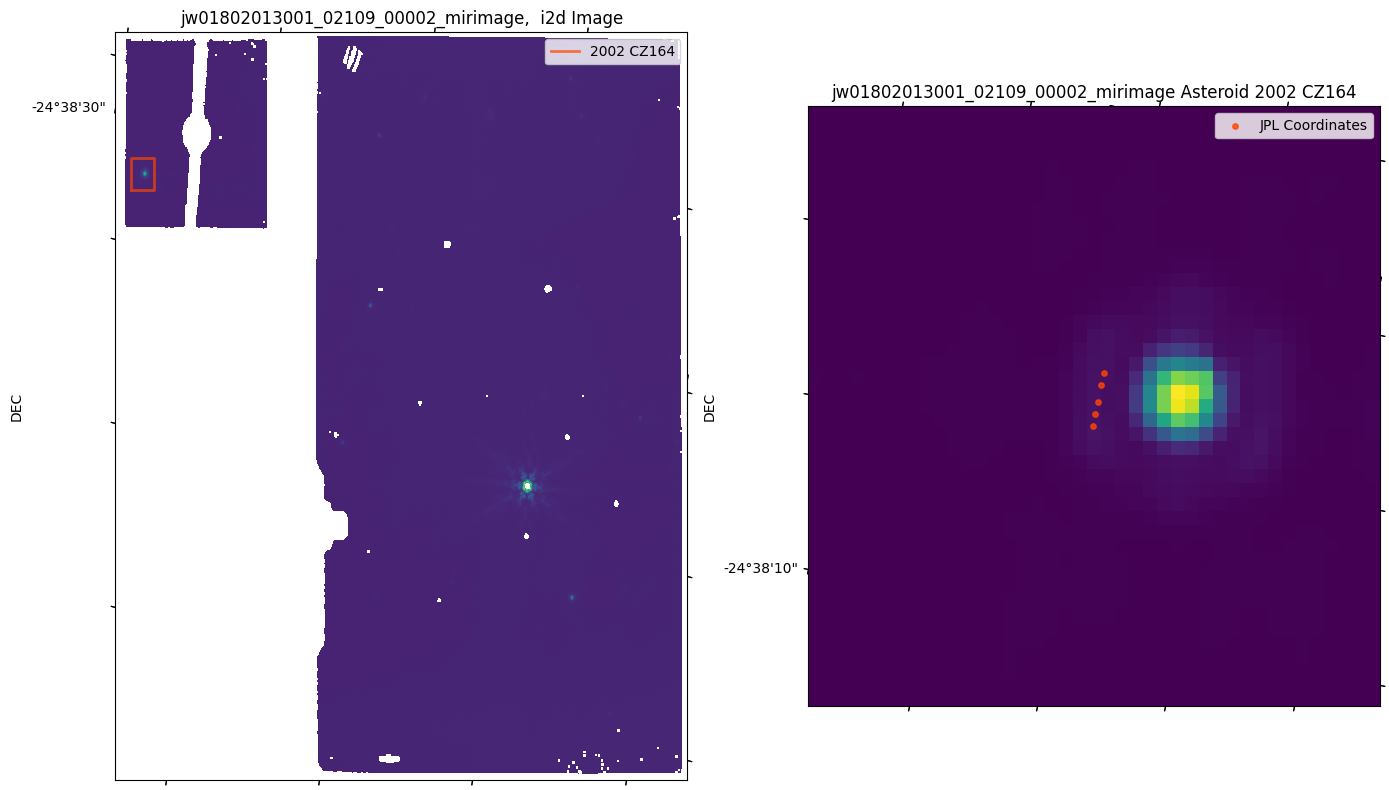 jw01802013001_02109_00002_mirimage,  i2d Image
2002 CZ164
-24°38'30"
DEC
jw01802013001_02109_00002_mirimage Asteroid 2002 CZ164
JPL Coordinates
DEC
-24°38'10"